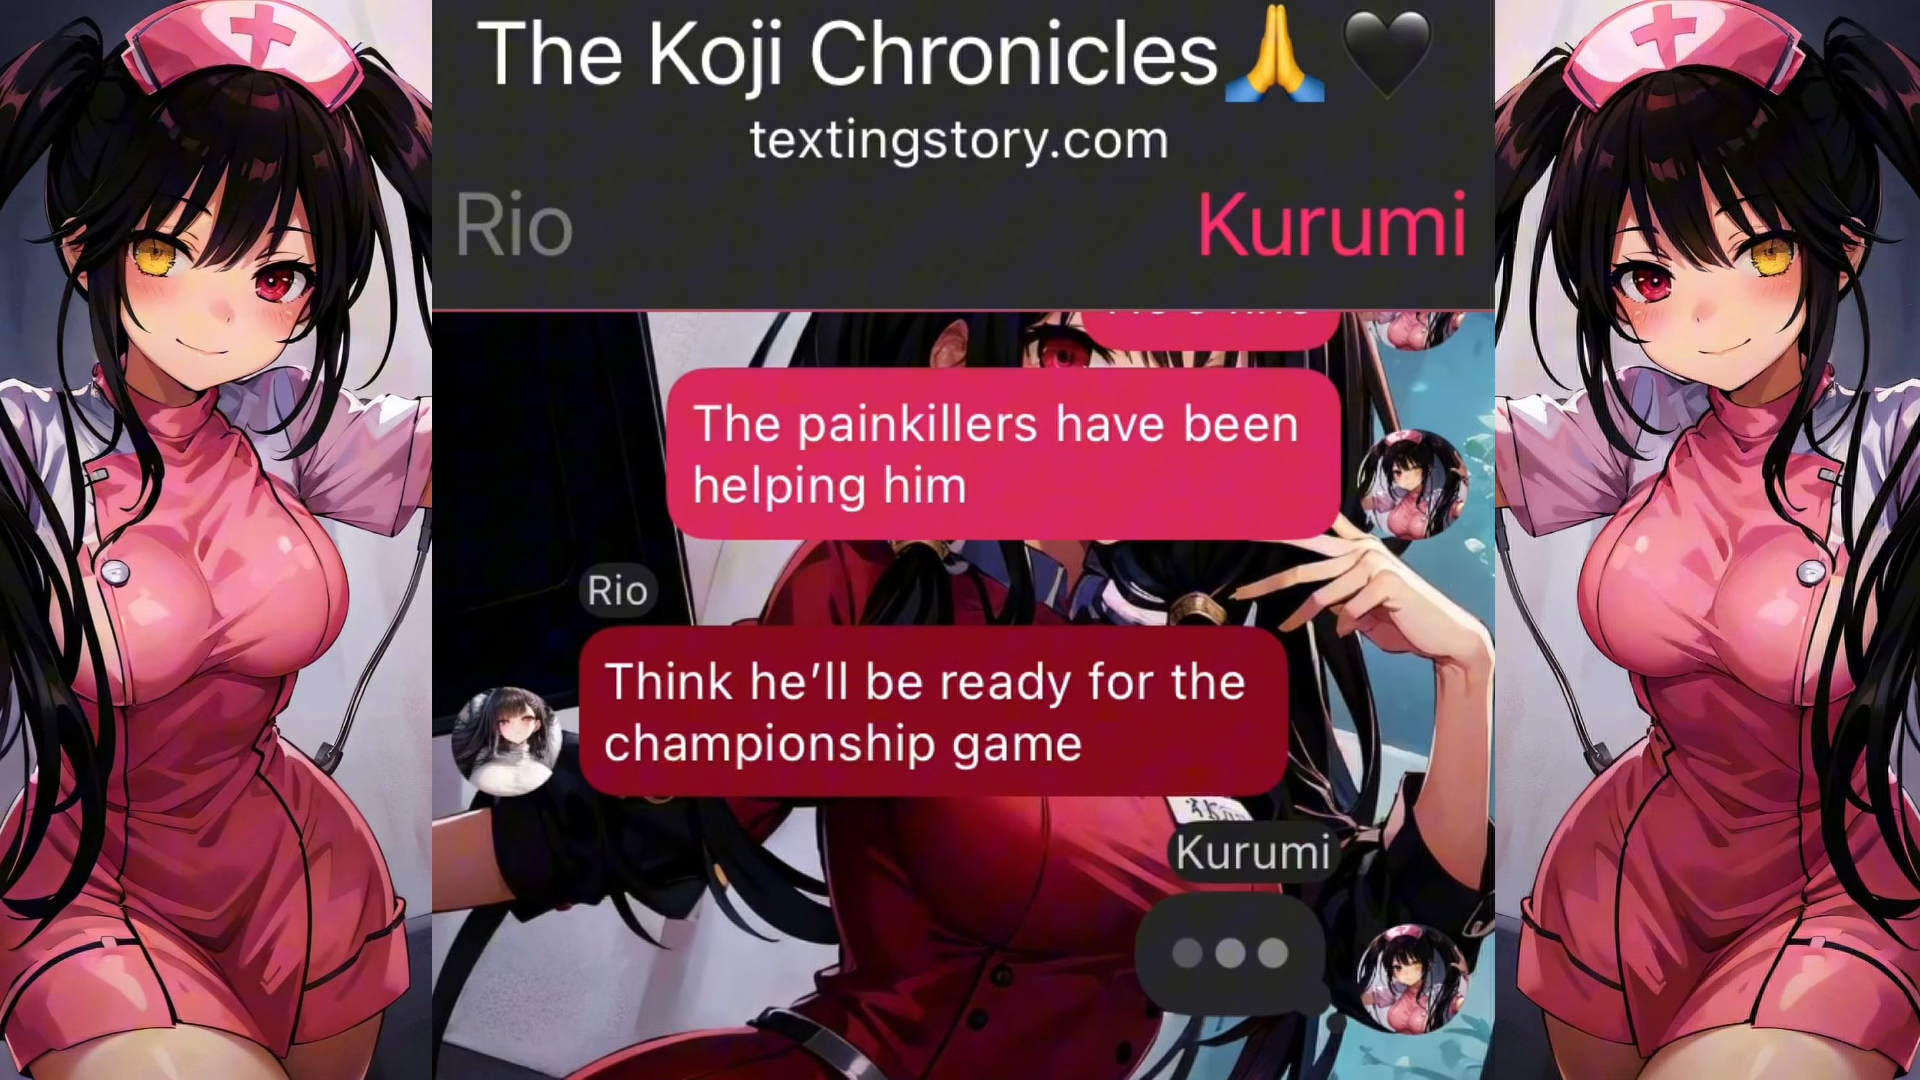 The Koji Chronicles🙏🖤
textingstory.com
Rio
Kurumi
The painkillers have been
helping him
Rio
Think he’ll be ready for the
championship game
Kurumi